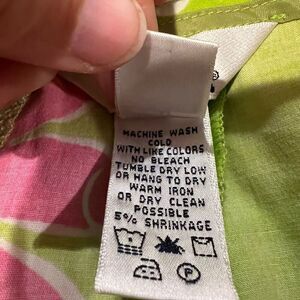 MACHINE WASH
COLD
WITH LIKE COLORS
NO BLEACH
TUMBLE DRY LOW
OR HANG TO DRY
WARM IRON
OR DRY CLEAN
POSSIBLE
5% SHRINKAGE
P